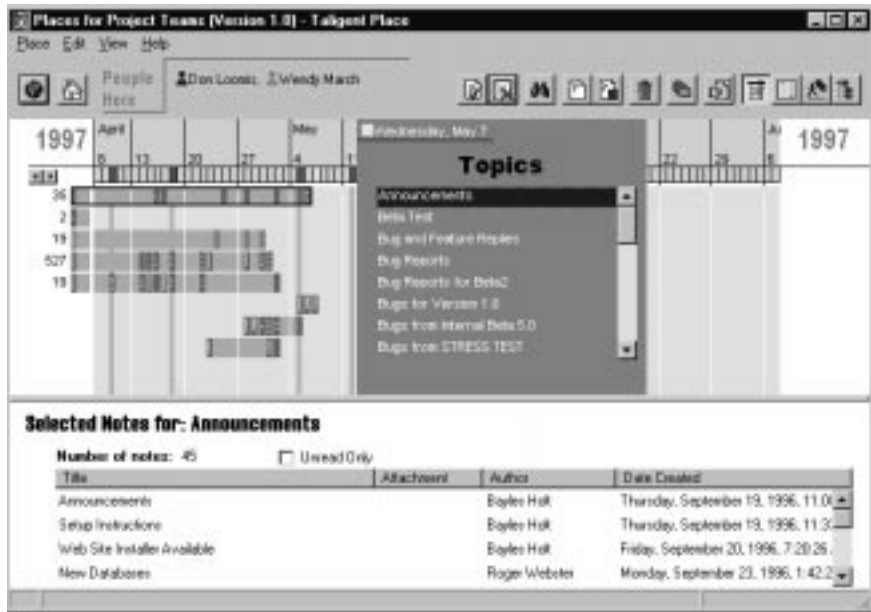 Places for Project Teams (Version 1.0) - Taligent Place
Place Edit View Help
People Here
Don Loomis, Wendy March
1997
April
May
1997
6 13 20 27 4
22 29 6
Wednesday, May 7
Topics
Announcements
Beta Test
Bug and Feature Replies
Bug Reports
Bug Reports for Beta2
Bugs for Version 1.0
Bugs from Internal Beta 5.0
Bugs from STRESS TEST
2
19
527
19
Selected Notes for: Announcements
Number of notes: 45
Unread Only
Title Attachment Author Date Created
Announcements Bayles Holt Thursday, September 19, 1996, 11:0
Setup Instructions Bayles Holt Thursday, September 19, 1996, 11:3
Web Site Installer Available Bayles Holt Friday, September 20, 1996, 7:20:26
New Databases Roger Webster Monday, September 23, 1996, 1:42:2